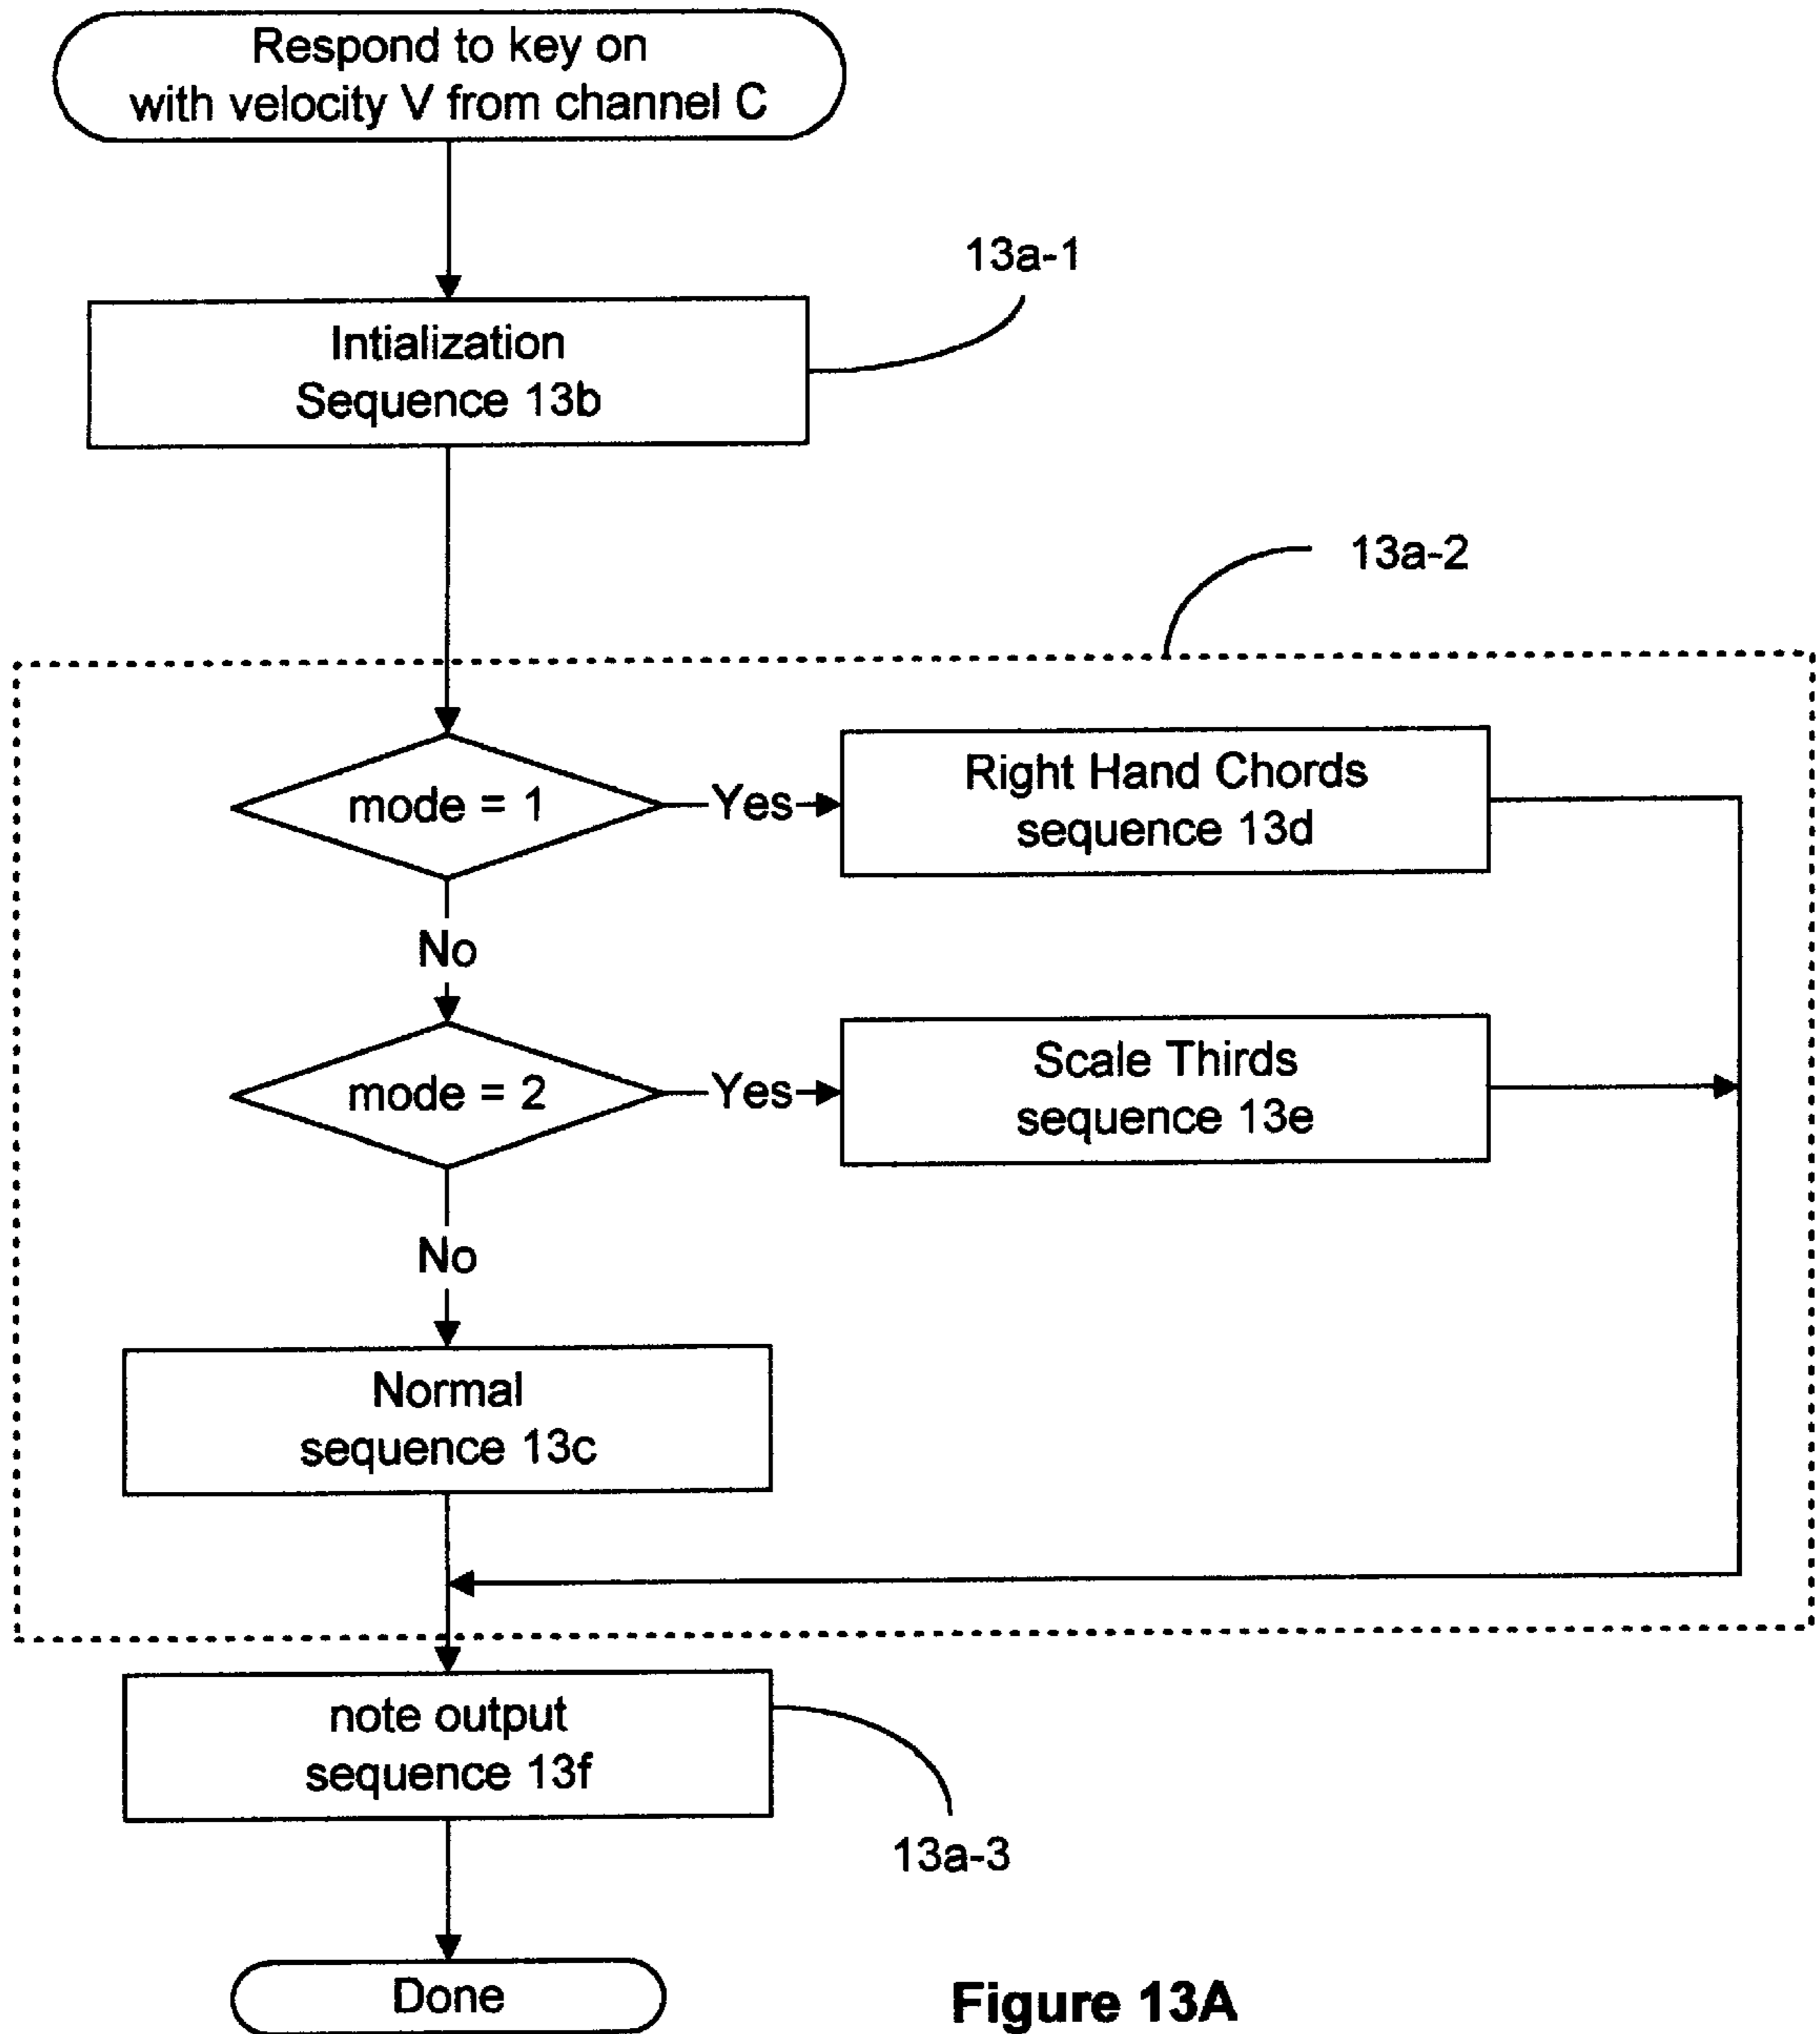 Respond to key on
with velocity V from channel C
13a-1
Intialization
Sequence 13b
13a-2
mode = 1
Yes
Right Hand Chords
sequence 13d
No
mode = 2
Yes
Scale Thirds
sequence 13e
No
Normal
sequence 13c
note output
sequence 13f
13a-3
Done
Figure 13A